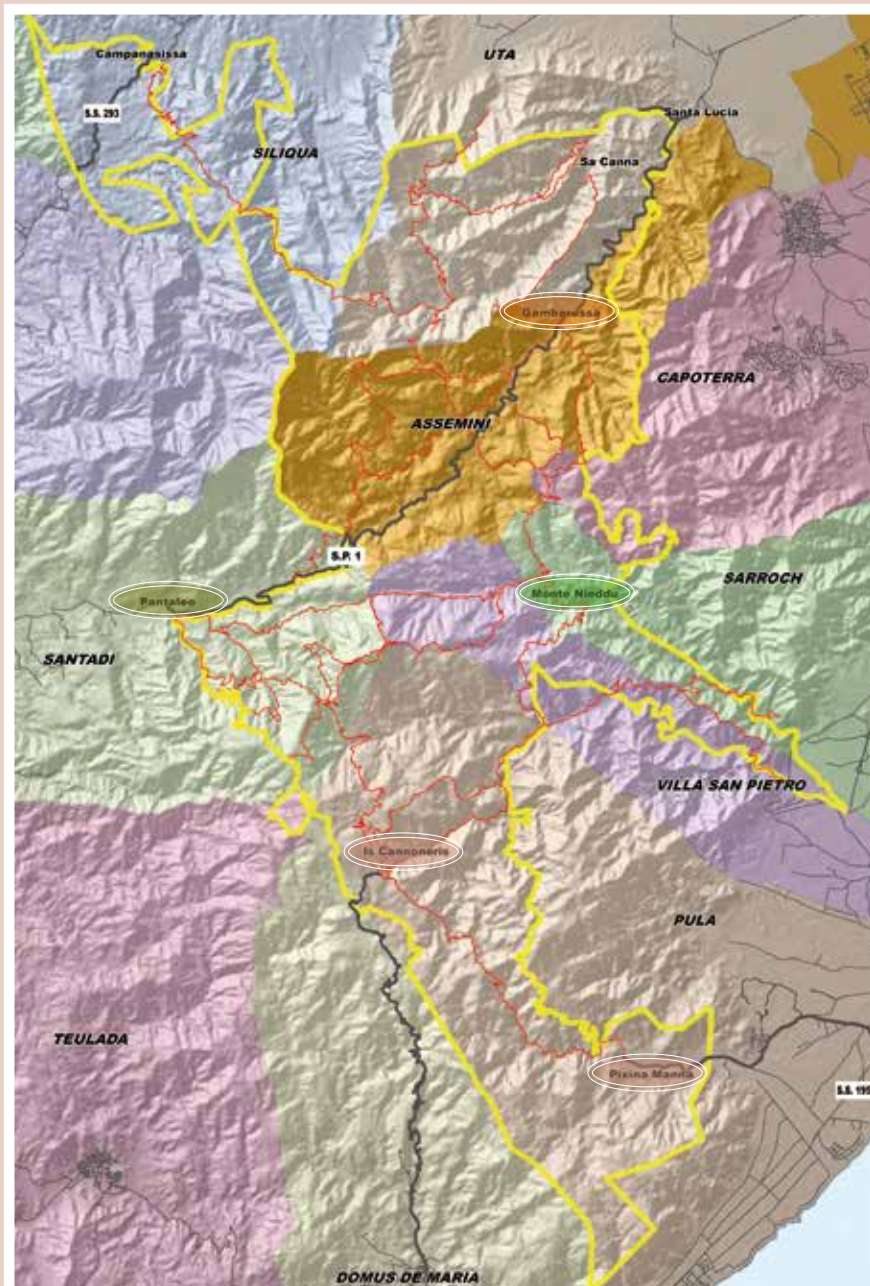 Campanasissa
UTA
S.S. 293
Santa Lucia
SILIQUA
Sa Canna
Gambarussa
CAPOTERRA
ASSEMINI
S.P. 1
SARROCH
Pantaleo
Monte Nieddu
SANTADI
VILLA SAN PIETRO
Is Cannoneris
PULA
TEULADA
Pixina Manna
S.S. 195
DOMUS DE MARIA